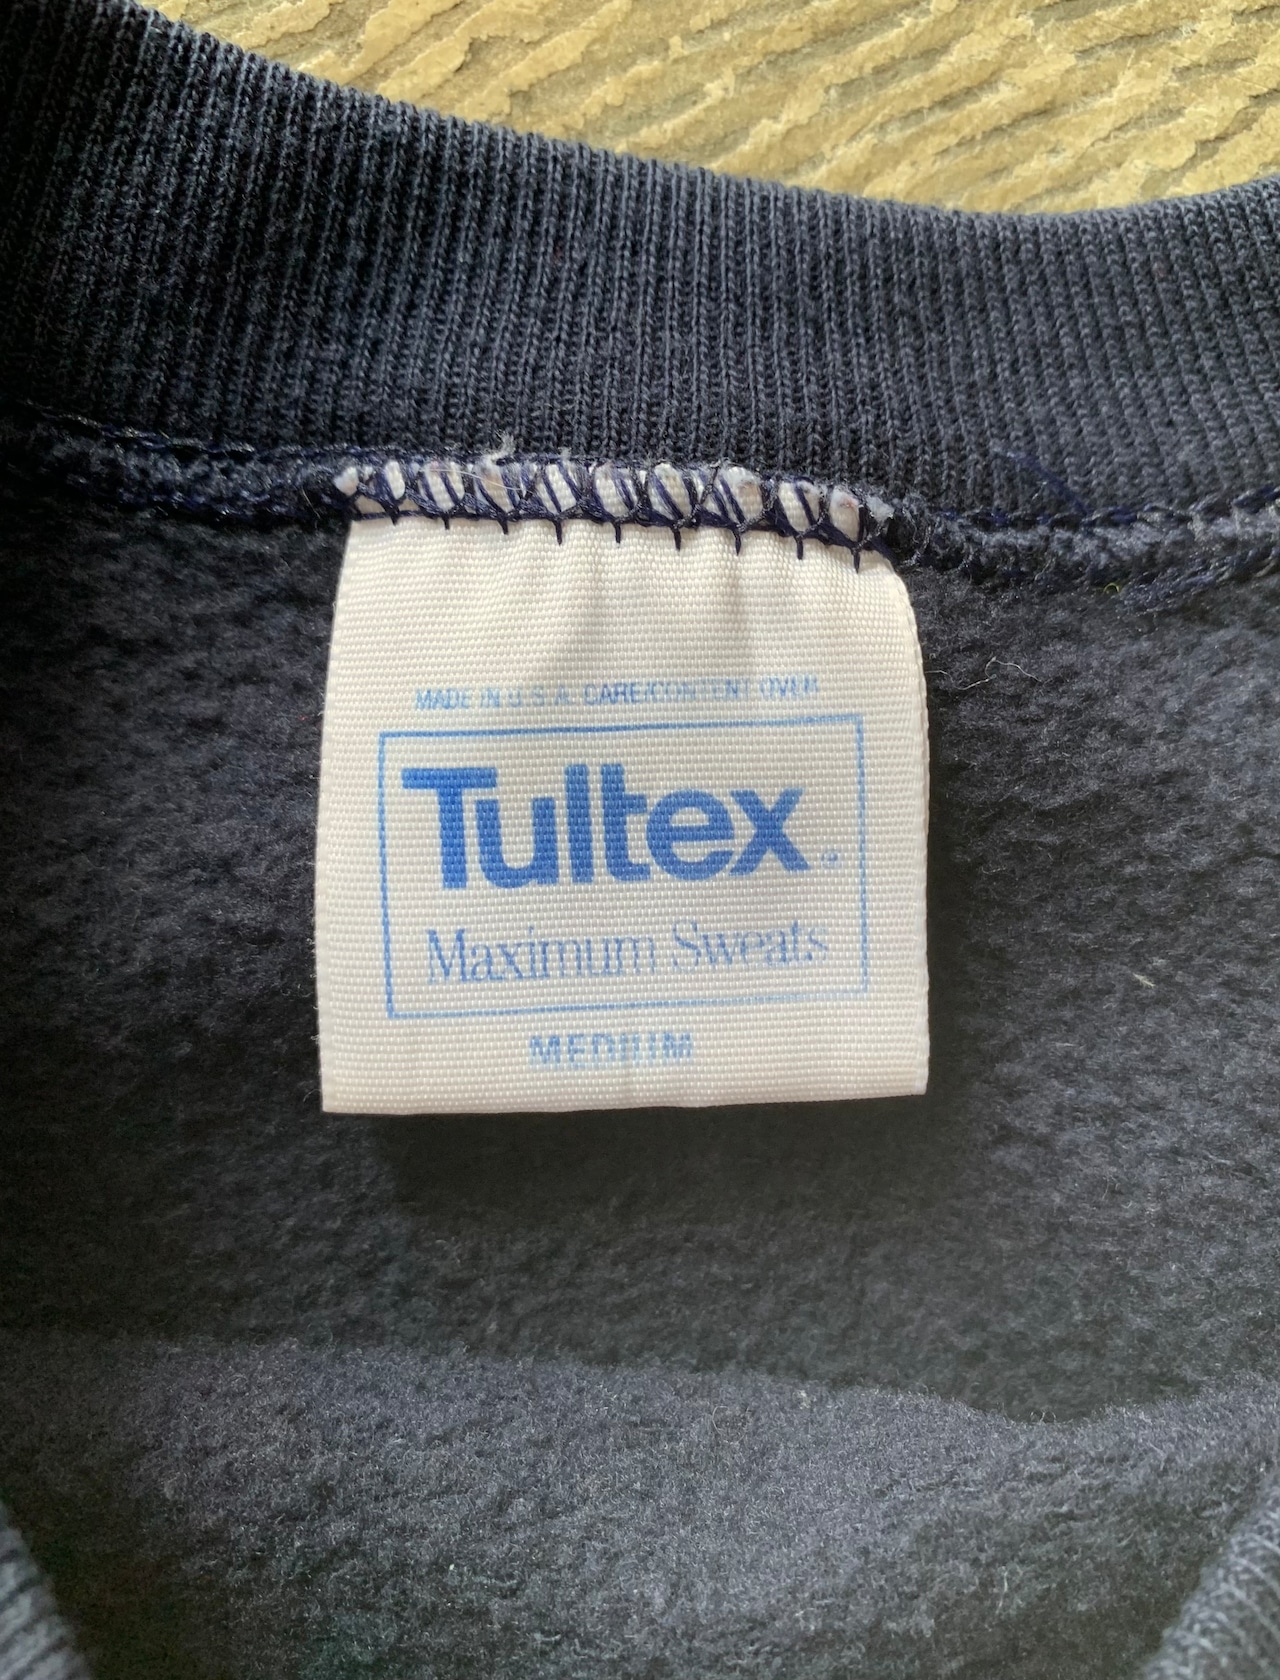 MADE IN U.S.A. CARE/CONTENT OVER
Tultex®
Maximum Sweats
MEDIUM